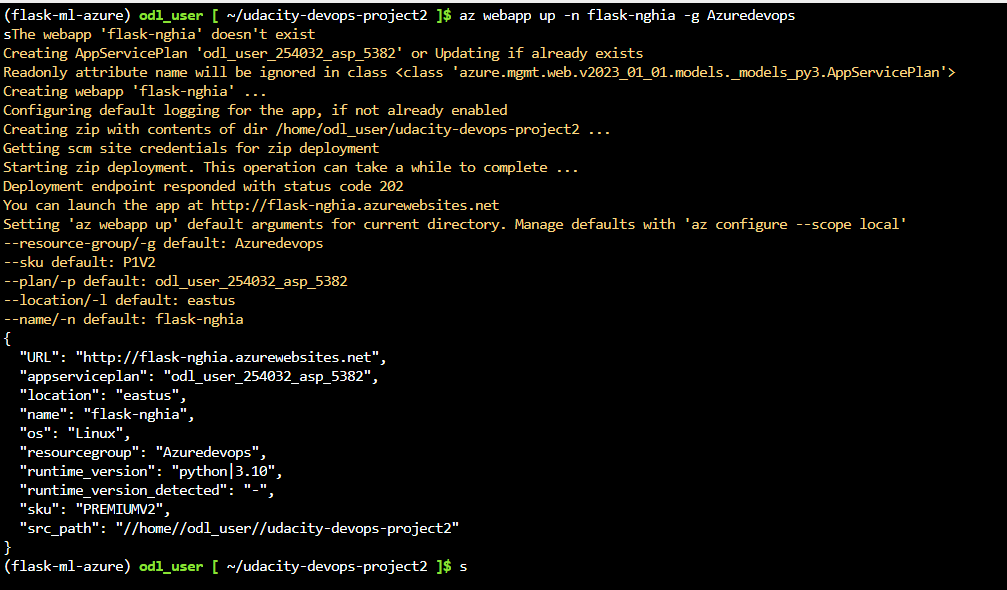 (flask-ml-azure) odl_user [ ~/udacity-devops-project2 ]$ az webapp up -n flask-nghia -g Azuredevops
sThe webapp 'flask-nghia' doesn't exist
Creating AppServicePlan 'odl_user_254032_asp_5382' or Updating if already exists
Readonly attribute name will be ignored in class <class 'azure.mgmt.web.v2023_01_01.models._models_py3.AppServicePlan'>
Creating webapp 'flask-nghia' ...
Configuring default logging for the app, if not already enabled
Creating zip with contents of dir /home/odl_user/udacity-devops-project2 ...
Getting scm site credentials for zip deployment
Starting zip deployment. This operation can take a while to complete ...
Deployment endpoint responded with status code 202
You can launch the app at http://flask-nghia.azurewebsites.net
Setting 'az webapp up' default arguments for current directory. Manage defaults with 'az configure --scope local'
--resource-group/-g default: Azuredevops
--sku default: P1V2
--plan/-p default: odl_user_254032_asp_5382
--location/-l default: eastus
--name/-n default: flask-nghia
{
  "URL": "http://flask-nghia.azurewebsites.net",
  "appserviceplan": "odl_user_254032_asp_5382",
  "location": "eastus",
  "name": "flask-nghia",
  "os": "Linux",
  "resourcegroup": "Azuredevops",
  "runtime_version": "python|3.10",
  "runtime_version_detected": "-",
  "sku": "PREMIUMV2",
  "src_path": "//home//odl_user//udacity-devops-project2"
}
(flask-ml-azure) odl_user [ ~/udacity-devops-project2 ]$ s